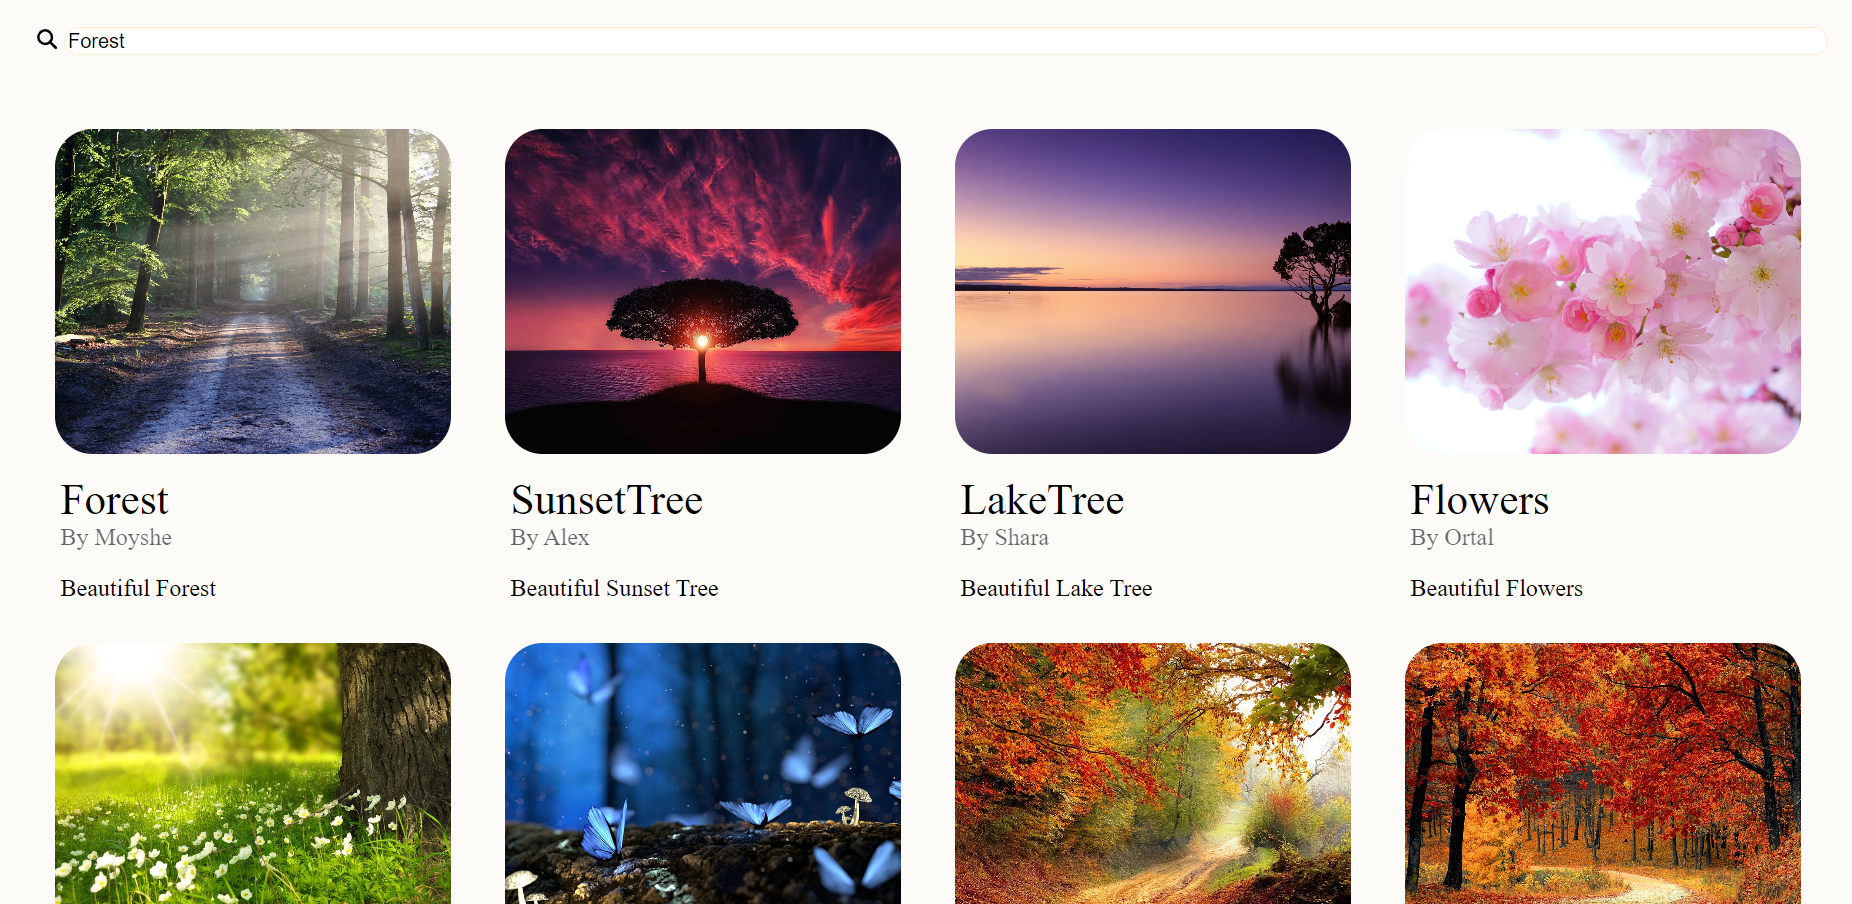 Forest
Forest
By Moyshe
Beautiful Forest
SunsetTree
By Alex
Beautiful Sunset Tree
LakeTree
By Shara
Beautiful Lake Tree
Flowers
By Ortal
Beautiful Flowers